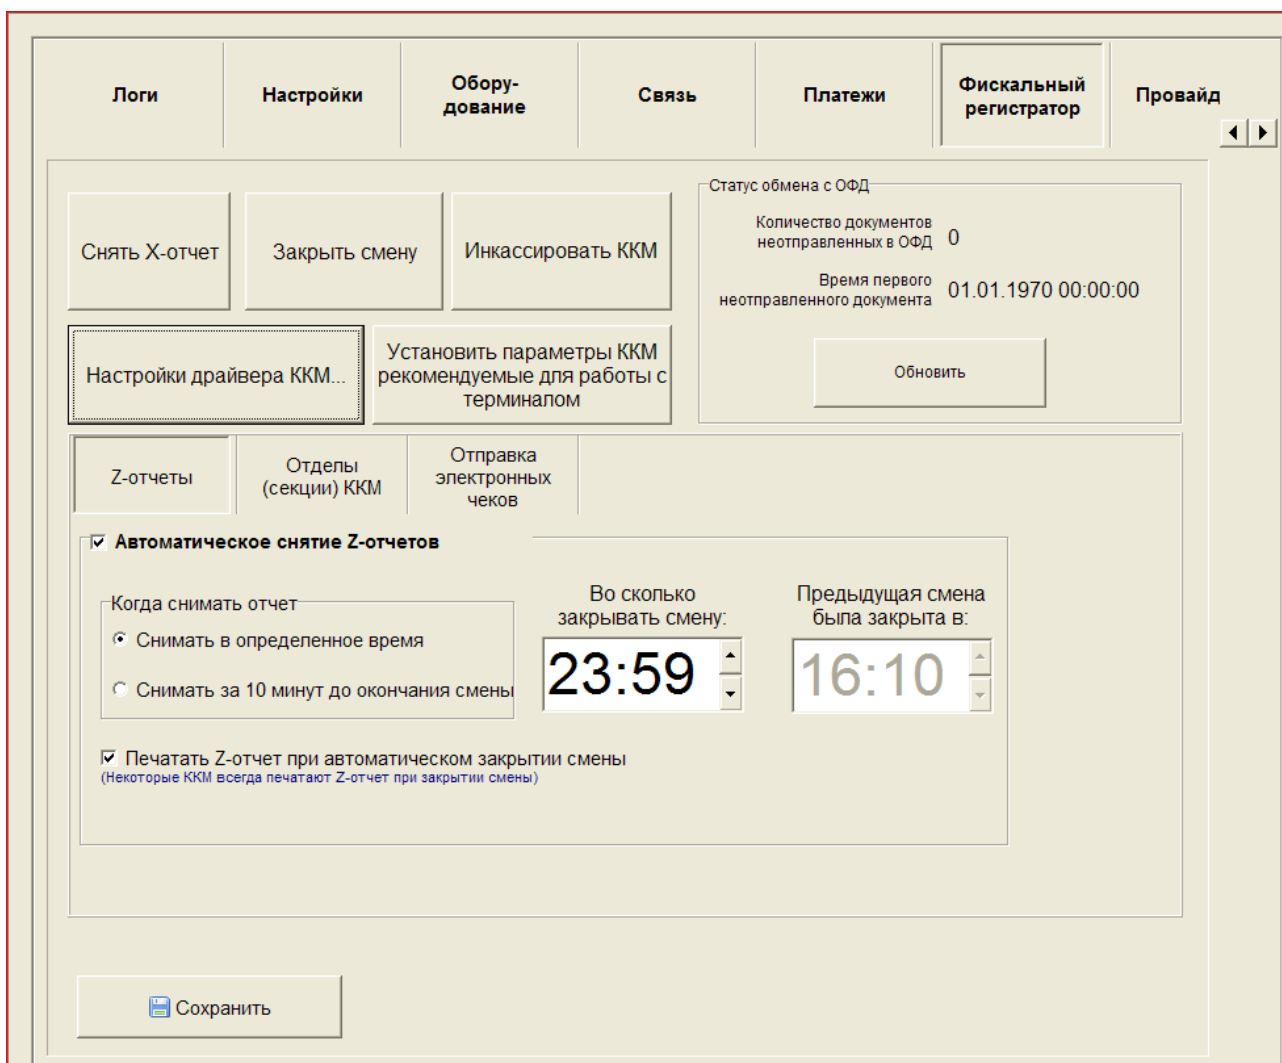 Логи
Настройки
Обору-
дование
Связь
Платежи
Фискальный
регистратор
Провайд
Снять X-отчет
Закрыть смену
Инкассировать ККМ
Статус обмена с ОФД
Количество документов
неотправленных в ОФД
0
Время первого
неотправленного документа
01.01.1970 00:00:00
Обновить
Настройки драйвера ККМ...
Установить параметры ККМ
рекомендуемые для работы с
терминалом
Z-отчеты
Отделы
(секции) ККМ
Отправка
электронных
чеков
Автоматическое снятие Z-отчетов
Когда снимать отчет
Снимать в определенное время
Снимать за 10 минут до окончания смены
Во сколько
закрывать смену:
23:59
Предыдущая смена
была закрыта в:
16:10
Печатать Z-отчет при автоматическом закрытии смены
(Некоторые ККМ всегда печатают Z-отчет при закрытии смены)
Сохранить